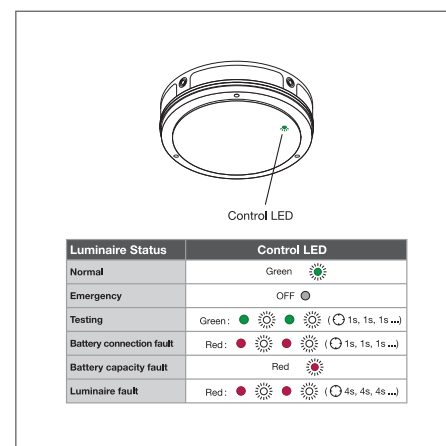 Control LED
Luminaire Status Control LED
Normal Green
Emergency OFF
Testing Green: ( 1s, 1s, 1s ...)
Battery connection fault Red: ( 1s, 1s, 1s ...)
Battery capacity fault Red
Luminaire fault Red: ( 4s, 4s, 4s ...)